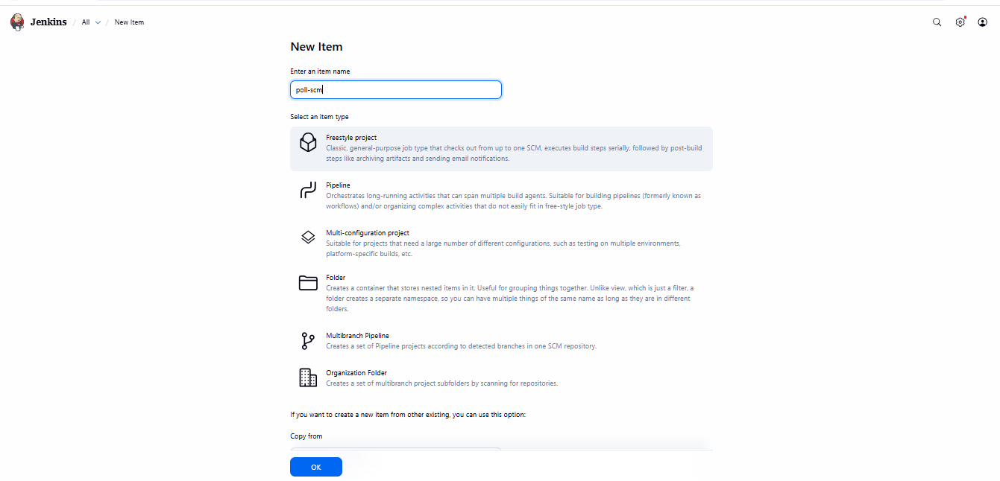 Jenkins / All / New Item
New Item
Enter an item name
poll-scm
Select an item type
Freestyle project
Classic, general-purpose job type that checks out from up to one SCM, executes build steps serially, followed by post-build
steps like archiving artifacts and sending email notifications.
Pipeline
Orchestrates long-running activities that can span multiple build agents. Suitable for building pipelines (formerly known as
workflows) and/or organizing complex activities that do not easily fit in free-style job type.
Multi-configuration project
Suitable for projects that need a large number of different configurations, such as testing on multiple environments,
platform-specific builds, etc.
Folder
Creates a container that stores nested items in it. Useful for grouping things together. Unlike view, which is just a filter, a
folder creates a separate namespace, so you can have multiple things of the same name as long as they are in different
folders.
Multibranch Pipeline
Creates a set of Pipeline projects according to detected branches in one SCM repository.
Organization Folder
Creates a set of multibranch project subfolders by scanning for repositories.
If you want to create a new item from other existing, you can use this option:
Copy from
OK